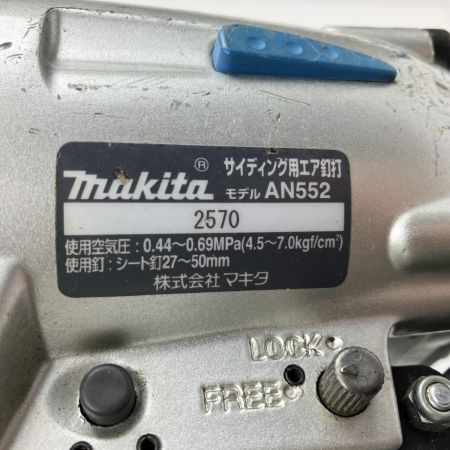 makita® サイディング用エア釘打
モデル AN552
2570
使用空気圧：0.44〜0.69MPa(4.5〜7.0kgf/cm²)
使用釘：シート釘27〜50mm
株式会社マキタ
LOCK
FREE